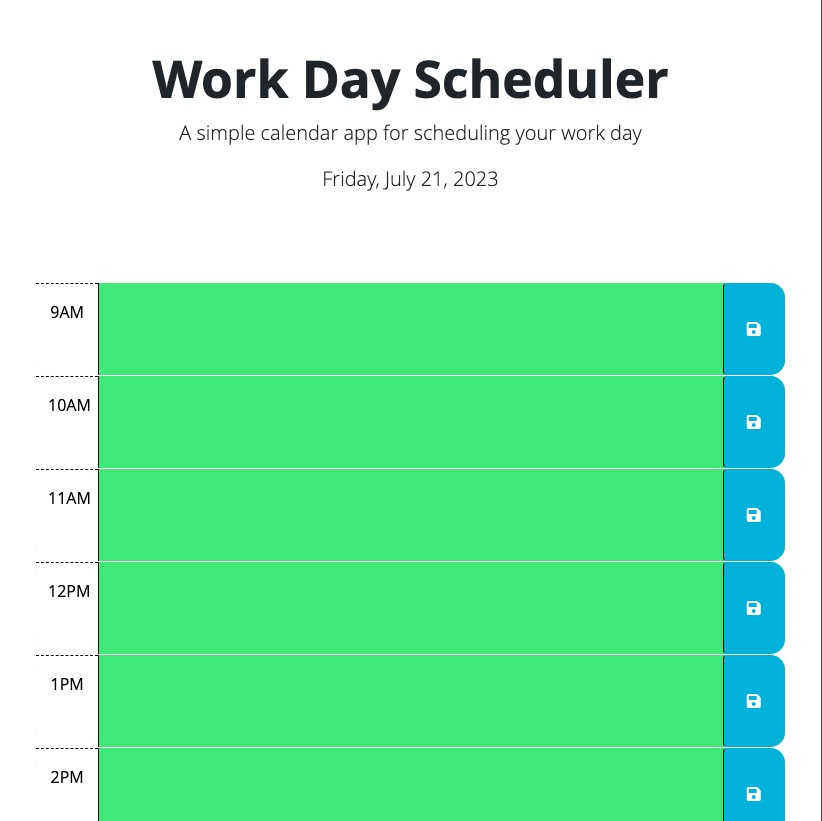 Work Day Scheduler
A simple calendar app for scheduling your work day
Friday, July 21, 2023
9AM
10AM
11AM
12PM
1PM
2PM